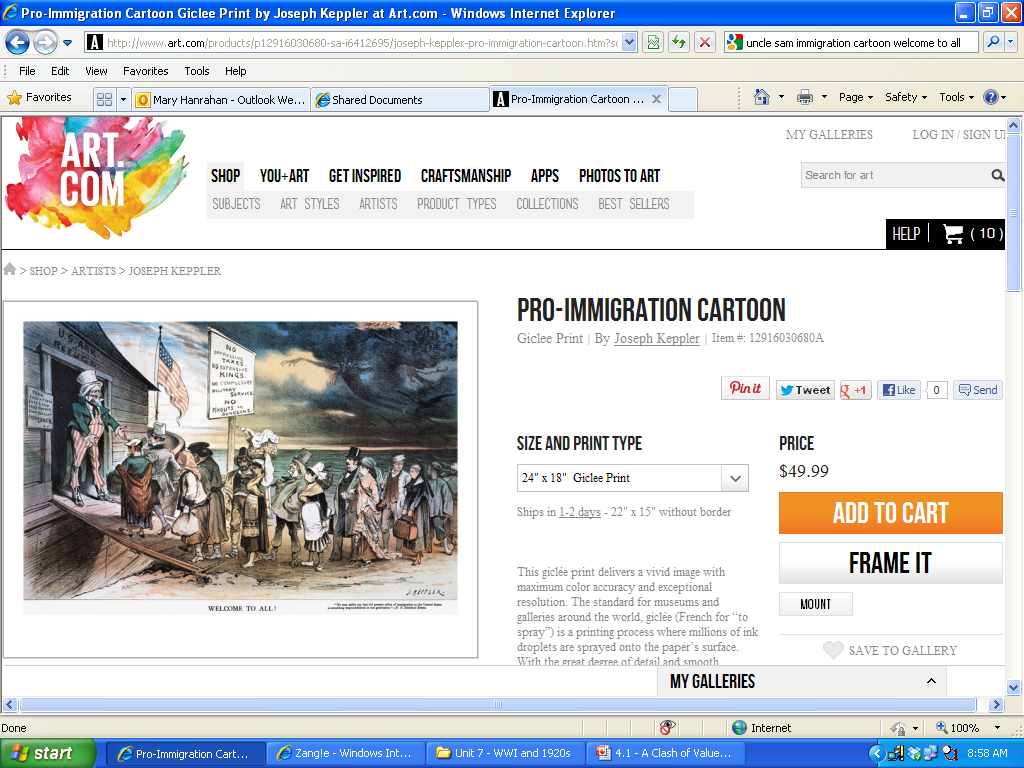 Pro-Immigration Cartoon Giclee Print by Joseph Keppler at Art.com - Windows Internet Explorer
http://www.art.com/products/p12916030680-sa-i6412695/joseph-keppler-pro-immigration-cartoon.htm?s
uncle sam immigration cartoon welcome to all
File Edit View Favorites Tools Help
Favorites
Mary Hanrahan - Outlook We...
Shared Documents
Pro-Immigration Cartoon ...
Page Safety Tools
ART.
COM
MY GALLERIES LOG IN / SIGN U
SHOP YOU+ART GET INSPIRED CRAFTSMANSHIP APPS PHOTOS TO ART
Search for art
SUBJECTS ART STYLES ARTISTS PRODUCT TYPES COLLECTIONS BEST SELLERS
HELP ( 10 )
> SHOP > ARTISTS > JOSEPH KEPPLER
PRO-IMMIGRATION CARTOON
Giclee Print | By Joseph Keppler | Item #: 12916030680A
U.S. ARK
OF REFUGE
NO
OPPRESSIVE
TAXES
NO EXPENSIVE
KINGS
NO COMPULSORY
MILITARY
SERVICE
NO
KNOUTS OR
DUNGEONS
J. KEPPLER
WELCOME TO ALL!
Pin it Tweet +1 Like 0 Send
SIZE AND PRINT TYPE
24" x 18" Giclee Print
Ships in 1-2 days - 22" x 15" without border
PRICE
$49.99
ADD TO CART
FRAME IT
MOUNT
SAVE TO GALLERY
This giclée print delivers a vivid image with
maximum color accuracy and exceptional
resolution. The standard for museums and
galleries around the world, giclée (French for “to
spray”) is a printing process where millions of ink
droplets are sprayed onto the paper’s surface.
With the great degree of detail and smooth
MY GALLERIES
Done
Internet
100%
start
Pro-Immigration Cart...
Zangle - Windows Int...
Unit 7 - WWI and 1920s
4.1 - A Clash of Value...
8:58 AM